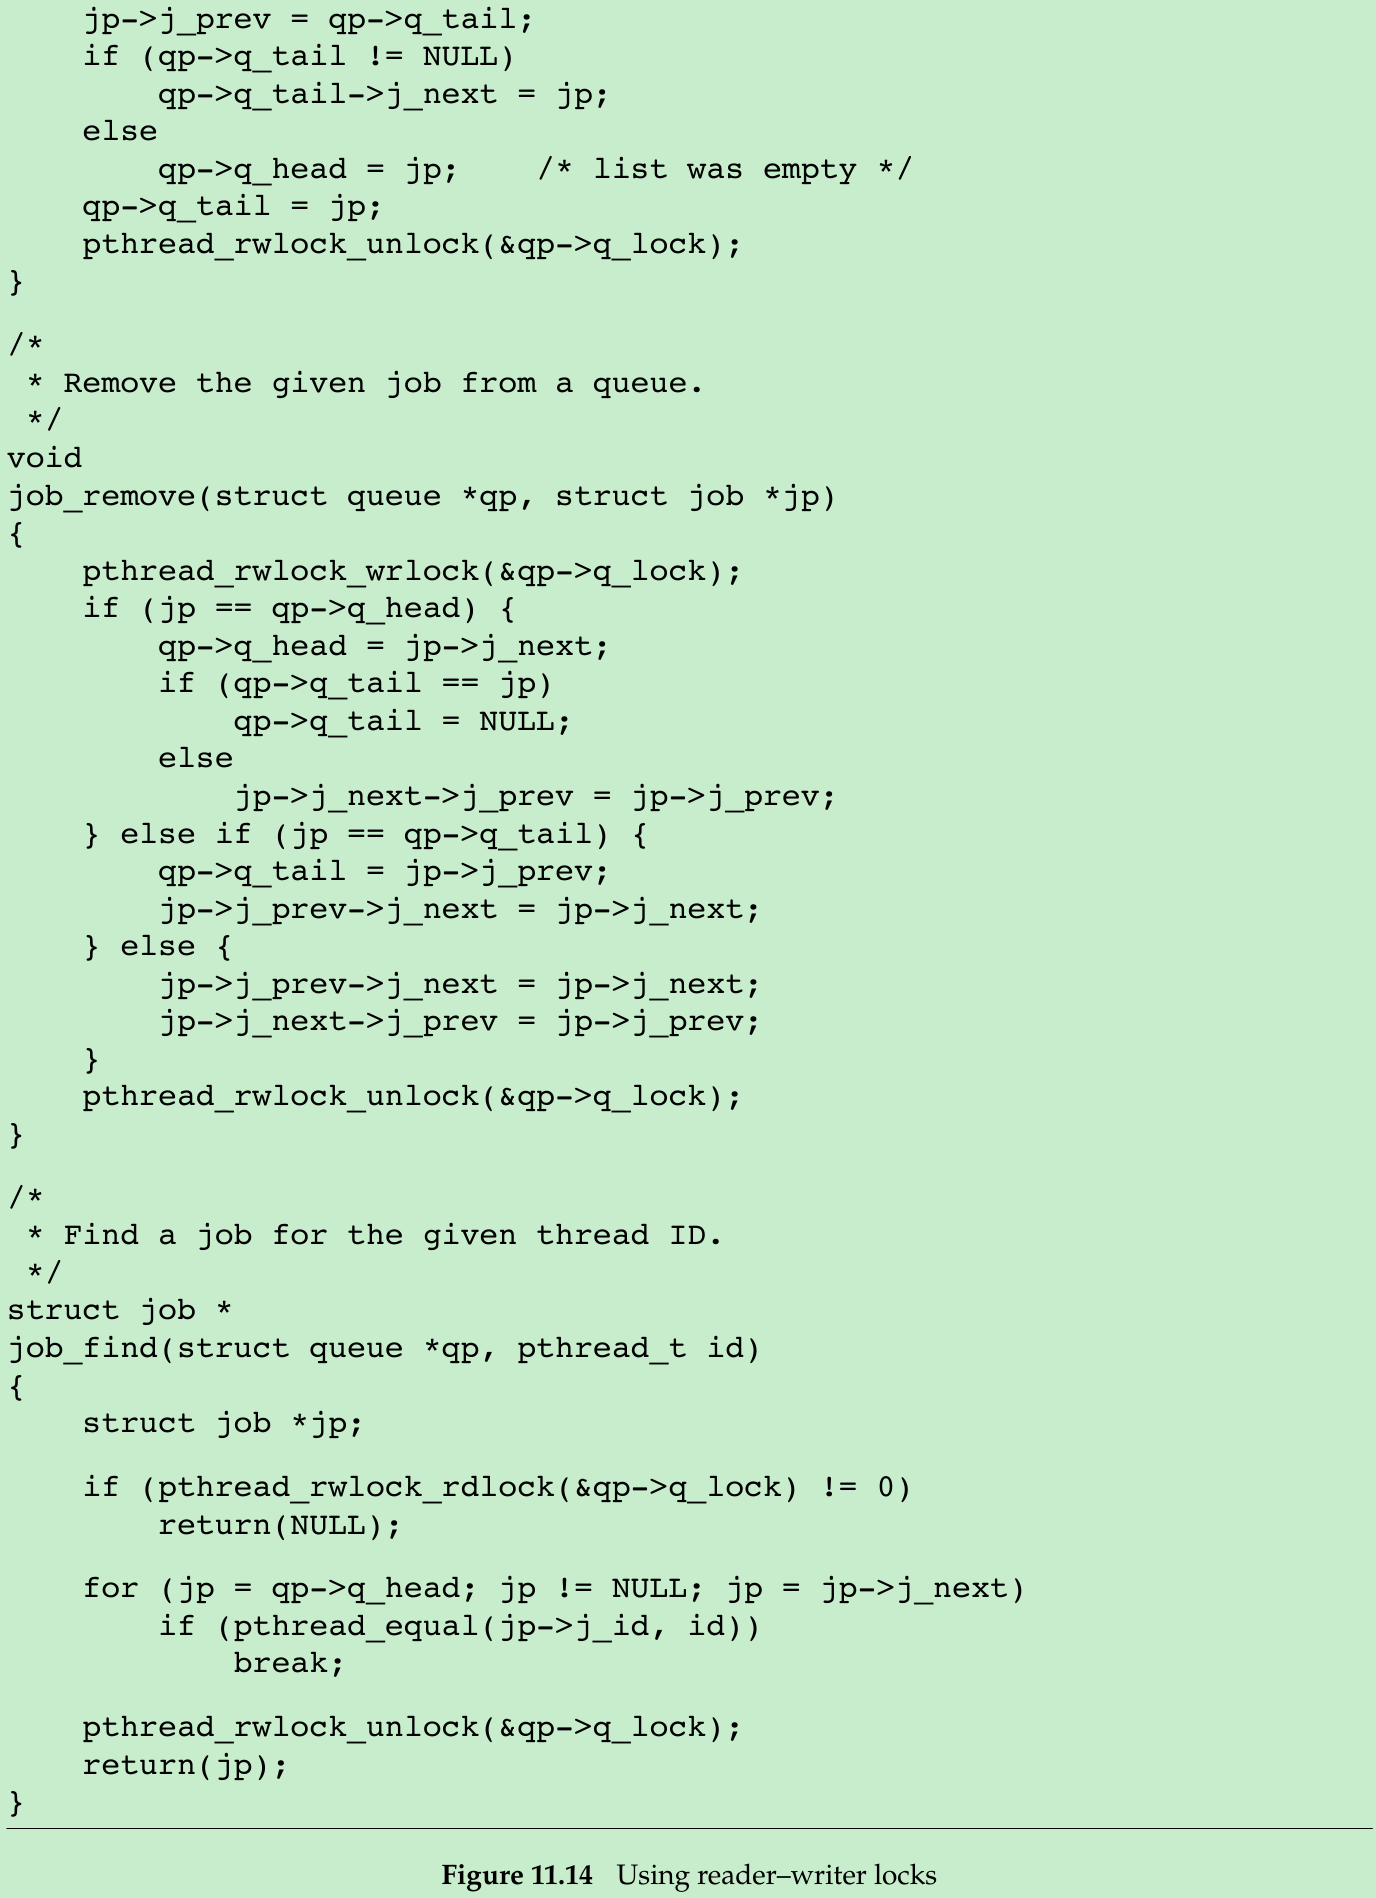 jp->j_prev = qp->q_tail;
    if (qp->q_tail != NULL)
        qp->q_tail->j_next = jp;
    else
        qp->q_head = jp;    /* list was empty */
    qp->q_tail = jp;
    pthread_rwlock_unlock(&qp->q_lock);
}

/*
 * Remove the given job from a queue.
 */
void
job_remove(struct queue *qp, struct job *jp)
{
    pthread_rwlock_wrlock(&qp->q_lock);
    if (jp == qp->q_head) {
        qp->q_head = jp->j_next;
        if (qp->q_tail == jp)
            qp->q_tail = NULL;
        else
            jp->j_next->j_prev = jp->j_prev;
    } else if (jp == qp->q_tail) {
        qp->q_tail = jp->j_prev;
        jp->j_prev->j_next = jp->j_next;
    } else {
        jp->j_prev->j_next = jp->j_next;
        jp->j_next->j_prev = jp->j_prev;
    }
    pthread_rwlock_unlock(&qp->q_lock);
}

/*
 * Find a job for the given thread ID.
 */
struct job *
job_find(struct queue *qp, pthread_t id)
{
    struct job *jp;

    if (pthread_rwlock_rdlock(&qp->q_lock) != 0)
        return(NULL);

    for (jp = qp->q_head; jp != NULL; jp = jp->j_next)
        if (pthread_equal(jp->j_id, id))
            break;

    pthread_rwlock_unlock(&qp->q_lock);
    return(jp);
}
Figure 11.14 Using reader–writer locks